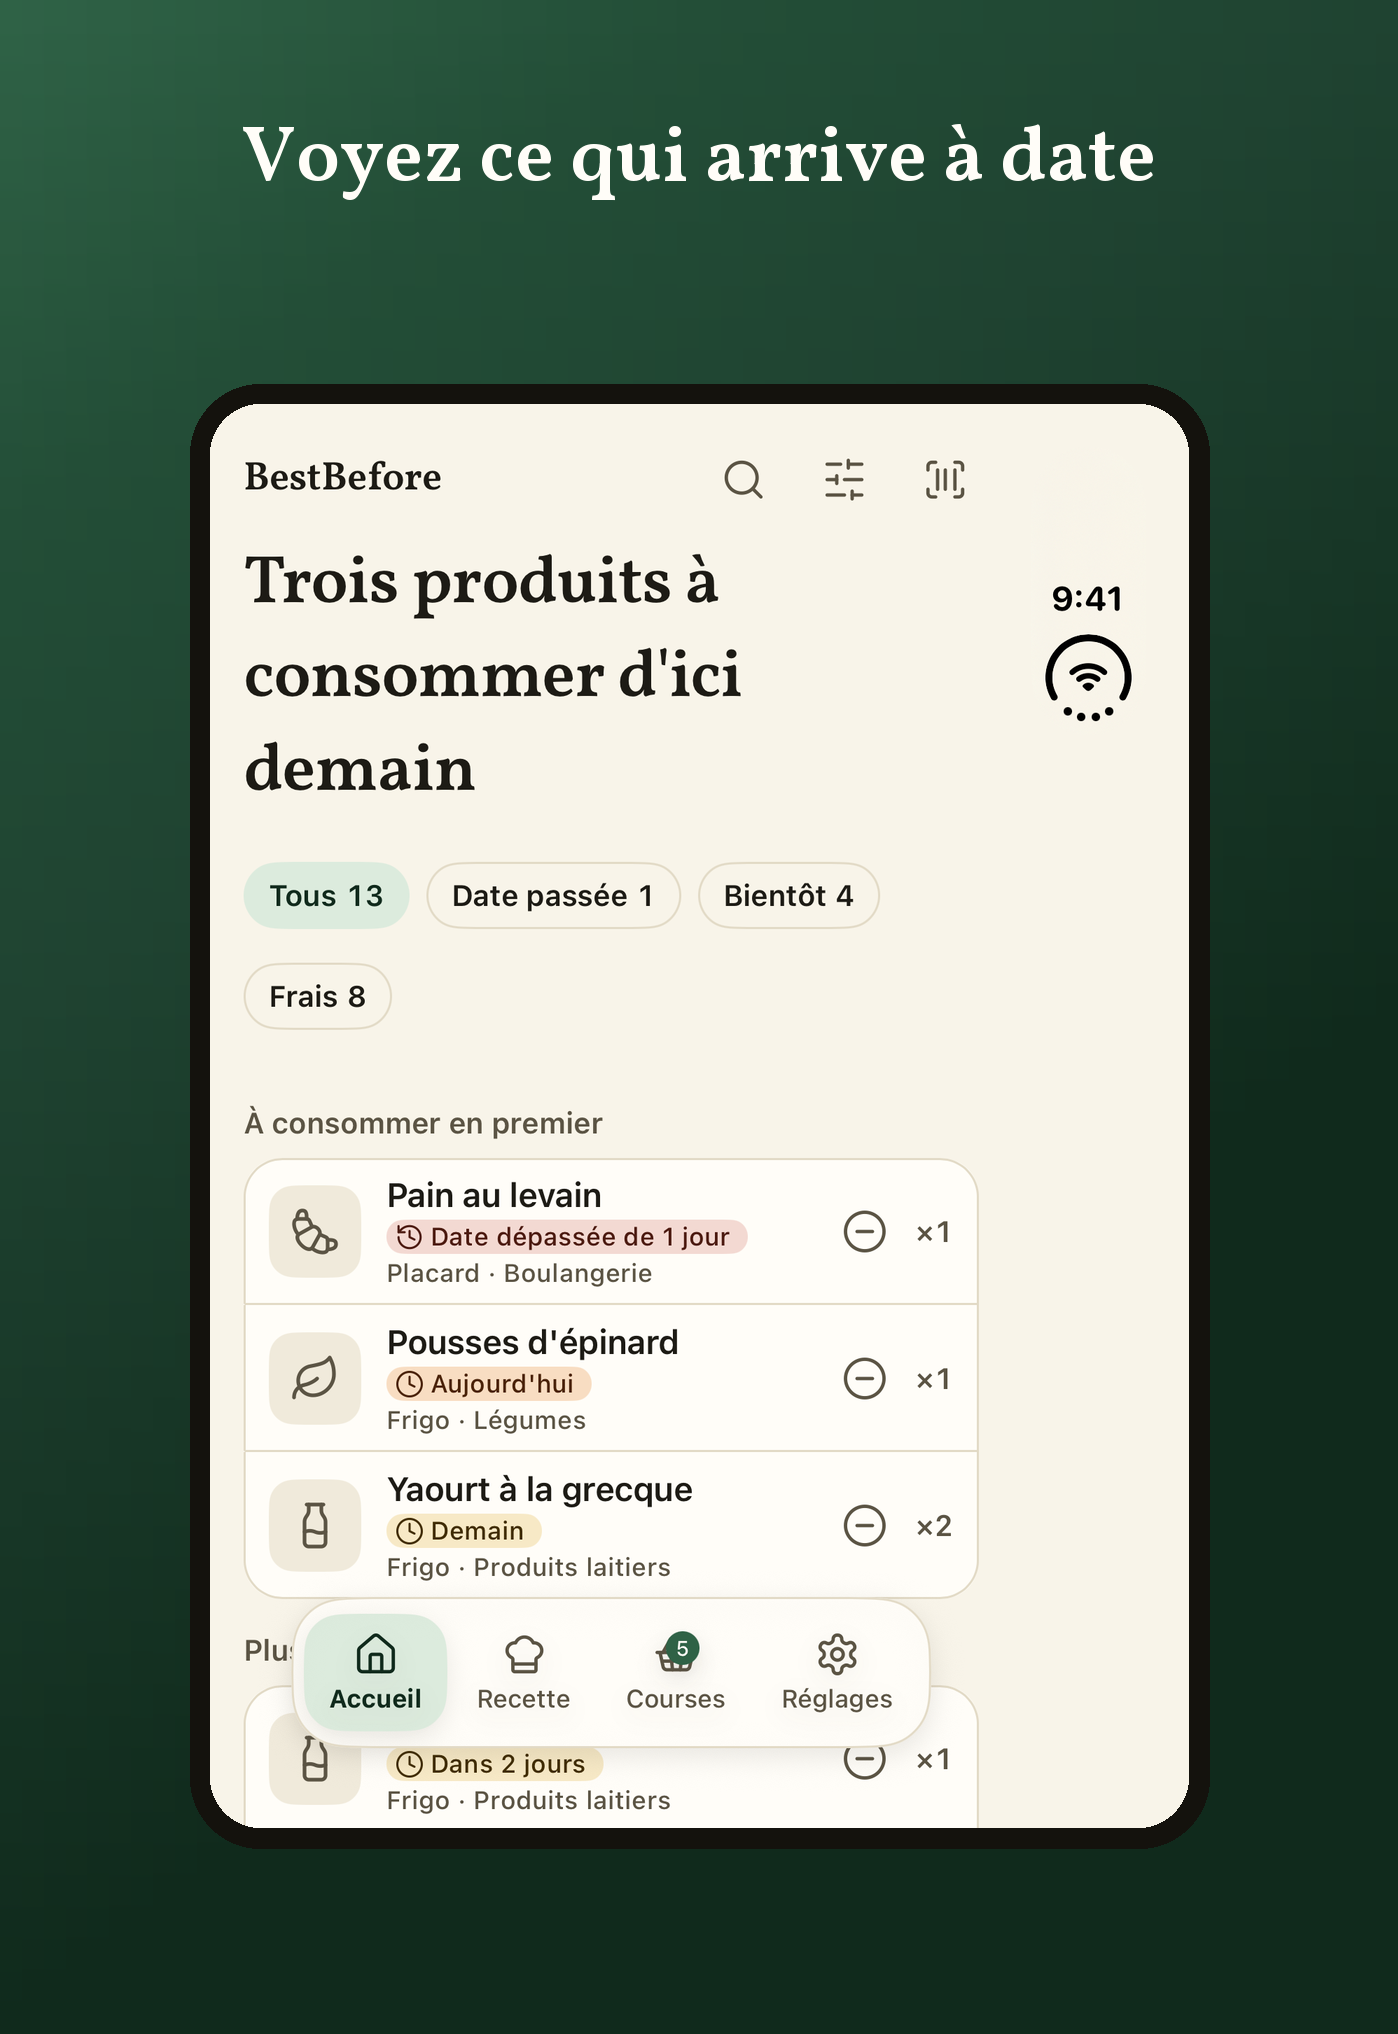 Voyez ce qui arrive à date
BestBefore
Trois produits à
consommer d'ici
demain
9:41
Tous 13
Date passée 1
Bientôt 4
Frais 8
À consommer en premier
Pain au levain
Date dépassée de 1 jour
Placard · Boulangerie
×1
Pousses d'épinard
Aujourd'hui
Frigo · Légumes
×1
Yaourt à la grecque
Demain
Frigo · Produits laitiers
×2
Accueil
Recette
5
Courses
Réglages
Dans 2 jours
Frigo · Produits laitiers
×1